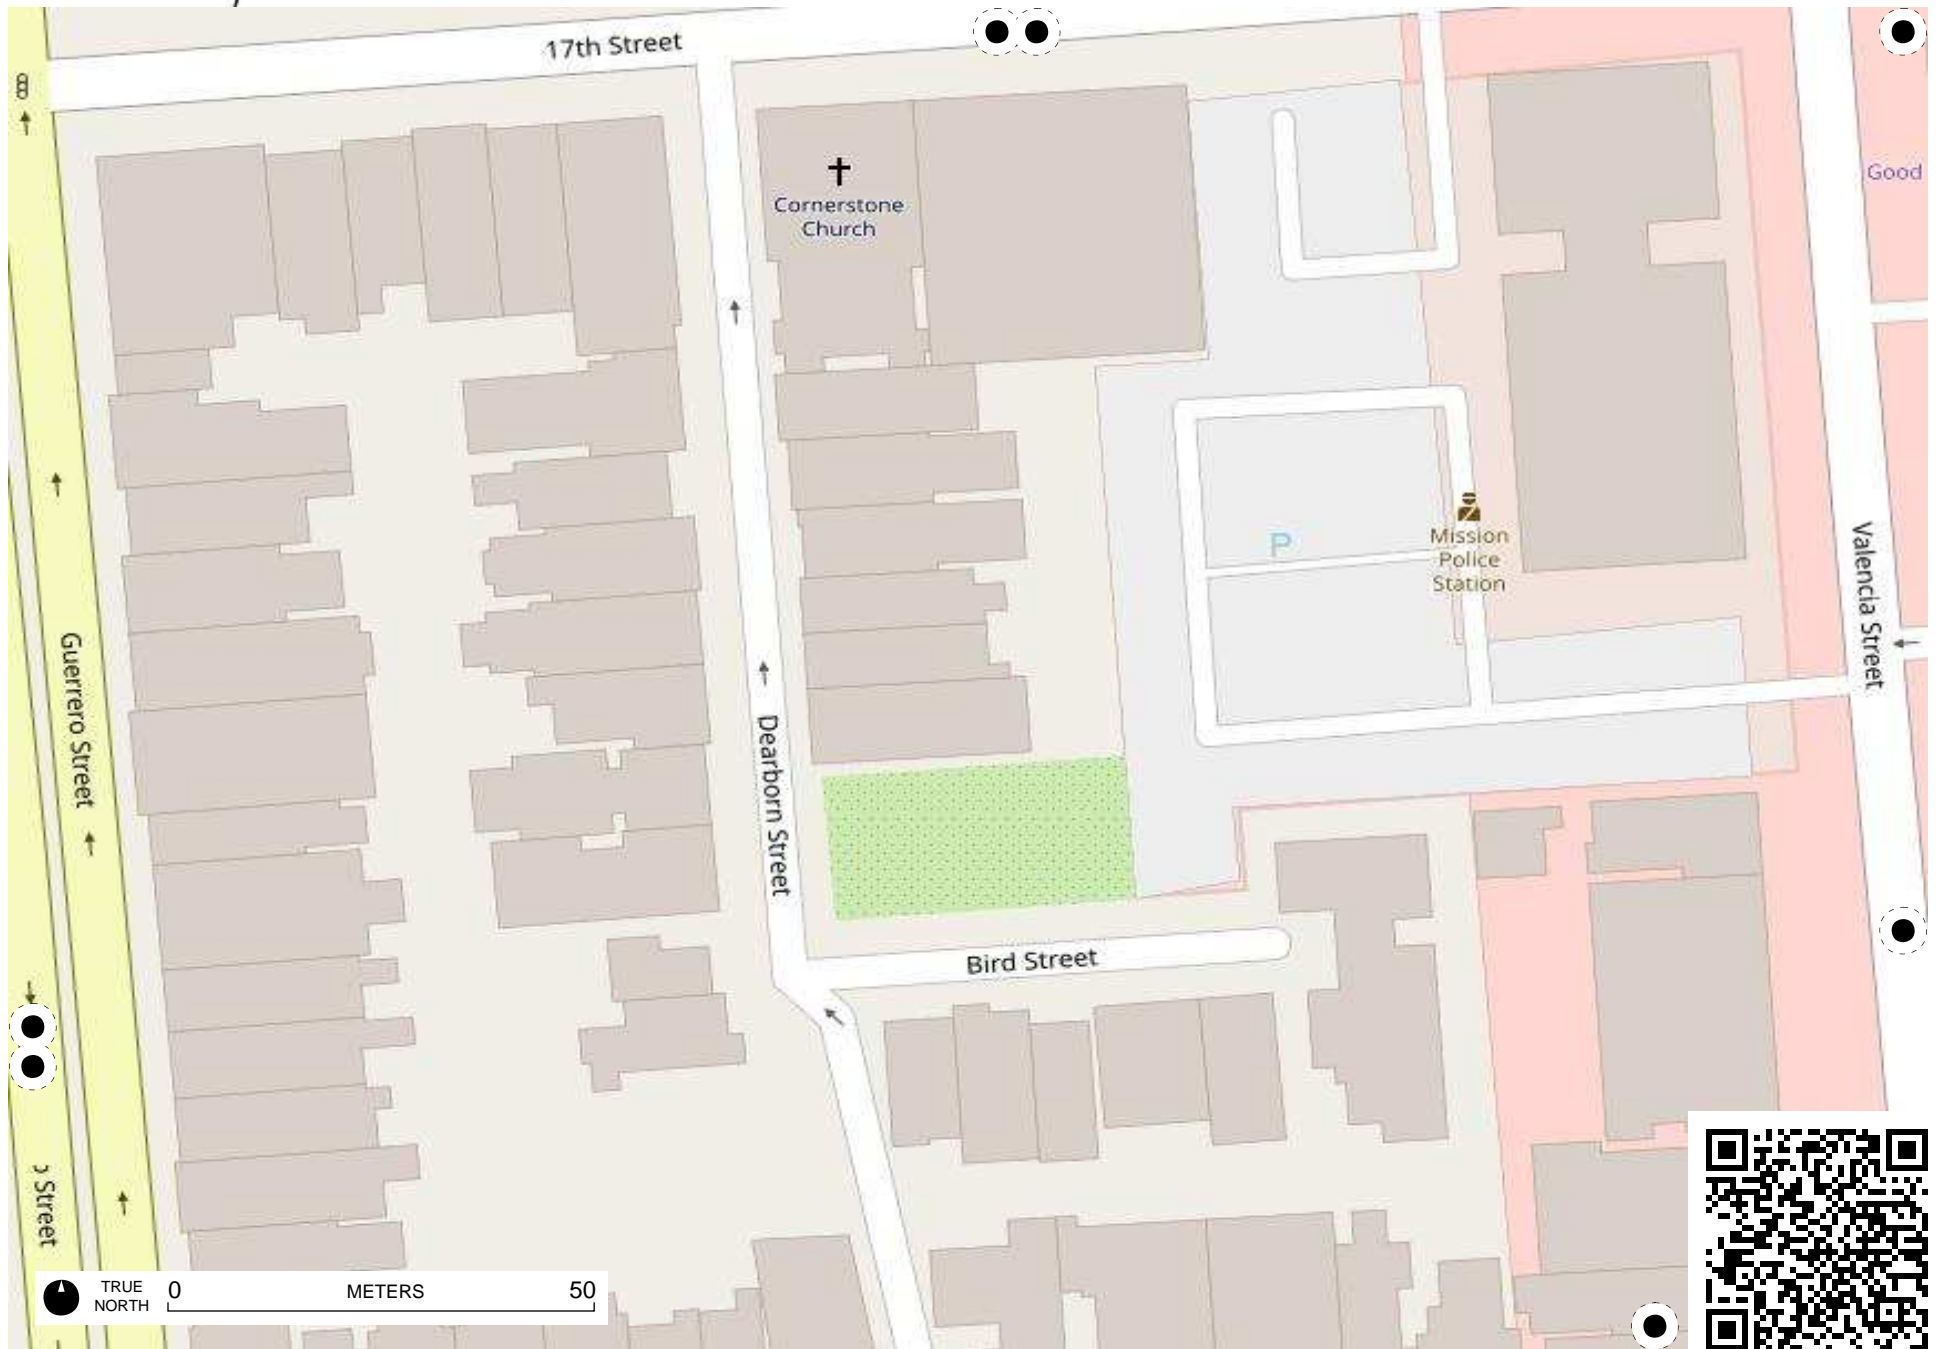 17th Street
Good
Cornerstone
Church
P
Mission
Police
Station
Valencia Street
Guerrero Street
Dearborn Street
Bird Street
Street
TRUE
NORTH
0
METERS
50